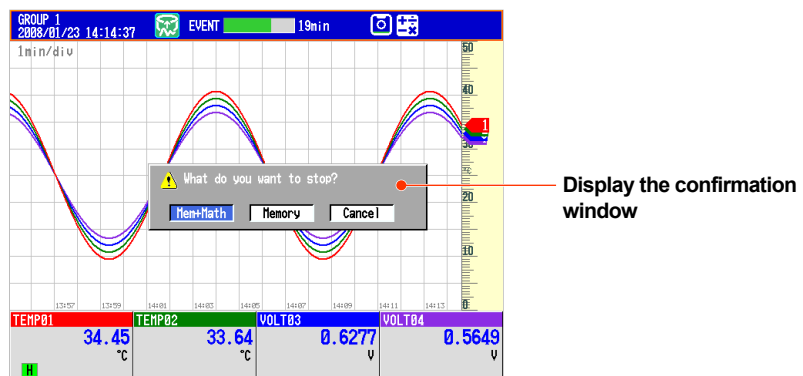 GROUP 1
2008/01/23 14:14:37
EVENT
19min
1min/div
50
40
30
20
10
0
1
What do you want to stop?
Mem+Math
Memory
Cancel
Display the confirmation
window
13:57
13:59
14:01
14:03
14:05
14:07
14:09
14:11
14:13
TEMP01
TEMP02
VOLT03
VOLT04
34.45
33.64
0.6277
0.5649
°C
°C
V
V
H